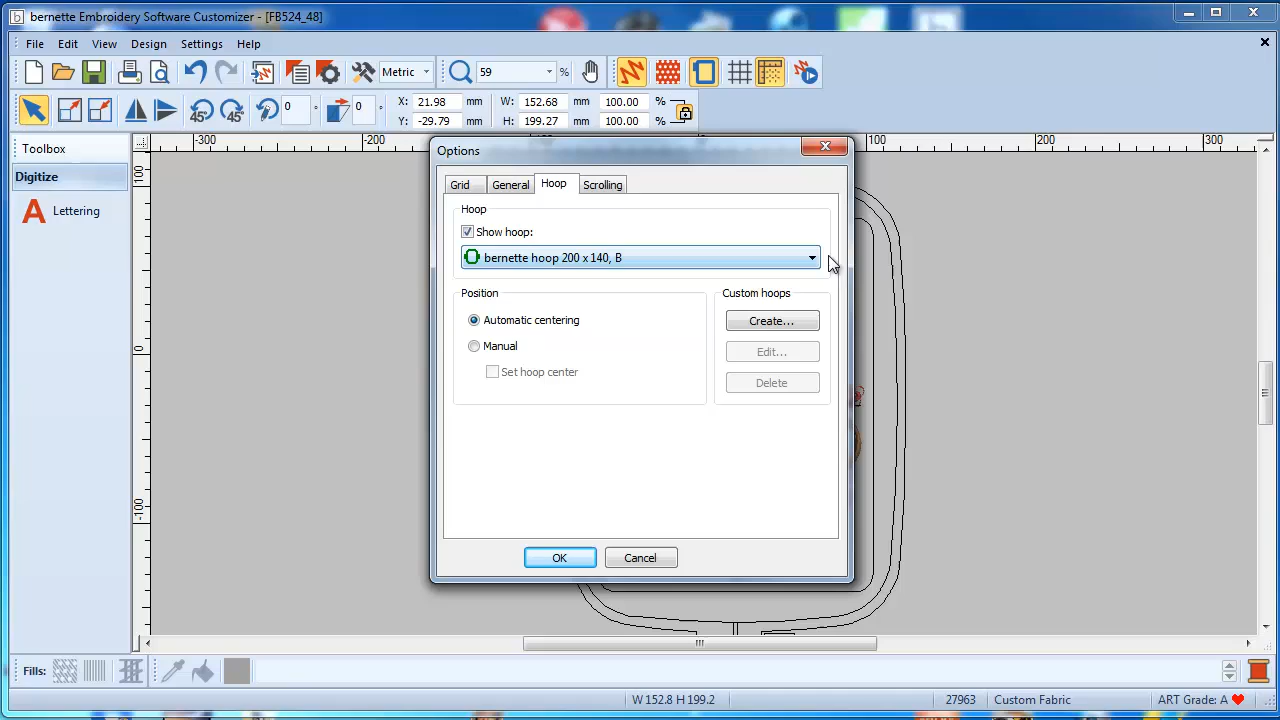 bernette Embroidery Software Customizer - [FB524_48]
File Edit View Design Settings Help
Metric 59 %
45° 45° 0 ° 0 ° X: 21.98 mm W: 152.68 mm 100.00 %
Y: -29.79 mm H: 199.27 mm 100.00 %
Toolbox
Digitize
Lettering
-300 -200 100 200 300
100
0
-100
Options
Grid General Hoop Scrolling
Hoop
Show hoop:
bernette hoop 200 x 140, B
Position
Automatic centering
Manual
Set hoop center
Custom hoops
Create...
Edit...
Delete
OK Cancel
Fills:
W 152.8 H 199.2 27963 Custom Fabric ART Grade: A